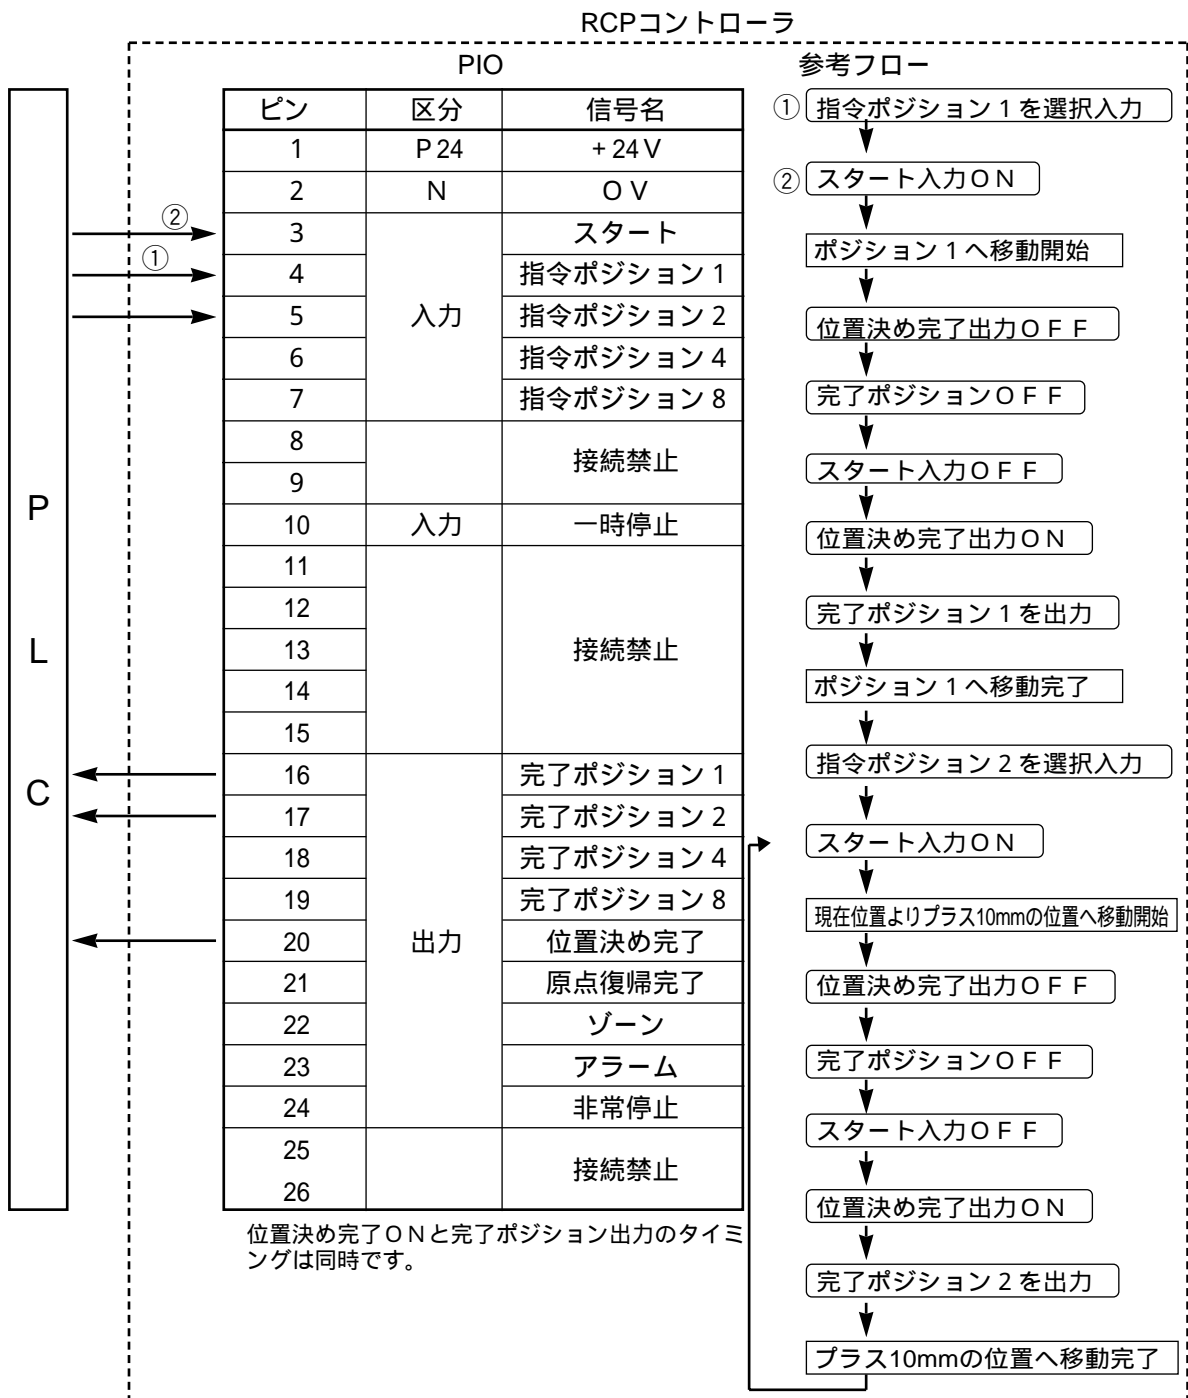 RCPコントローラ
PIO
参考フロー
ピン 区分 信号名
1 P24 +24V
2 N OV
② 3 スタート
① 4 指令ポジション1
5 入力 指令ポジション2
6 指令ポジション4
7 指令ポジション8
8
接続禁止
9
10 入力 一時停止
11
12
13 接続禁止
14
15
16 完了ポジション1
17 完了ポジション2
18 完了ポジション4
19 完了ポジション8
20 出力 位置決め完了
21 原点復帰完了
22 ゾーン
23 アラーム
24 非常停止
25
接続禁止
26
P
L
C
位置決め完了ONと完了ポジション出力のタイミ
ングは同時です。
① 指令ポジション1を選択入力
② スタート入力ON
ポジション1へ移動開始
位置決め完了出力OFF
完了ポジションOFF
スタート入力OFF
位置決め完了出力ON
完了ポジション1を出力
ポジション1へ移動完了
指令ポジション2を選択入力
スタート入力ON
現在位置よりプラス10mmの位置へ移動開始
位置決め完了出力OFF
完了ポジションOFF
スタート入力OFF
位置決め完了出力ON
完了ポジション2を出力
プラス10mmの位置へ移動完了